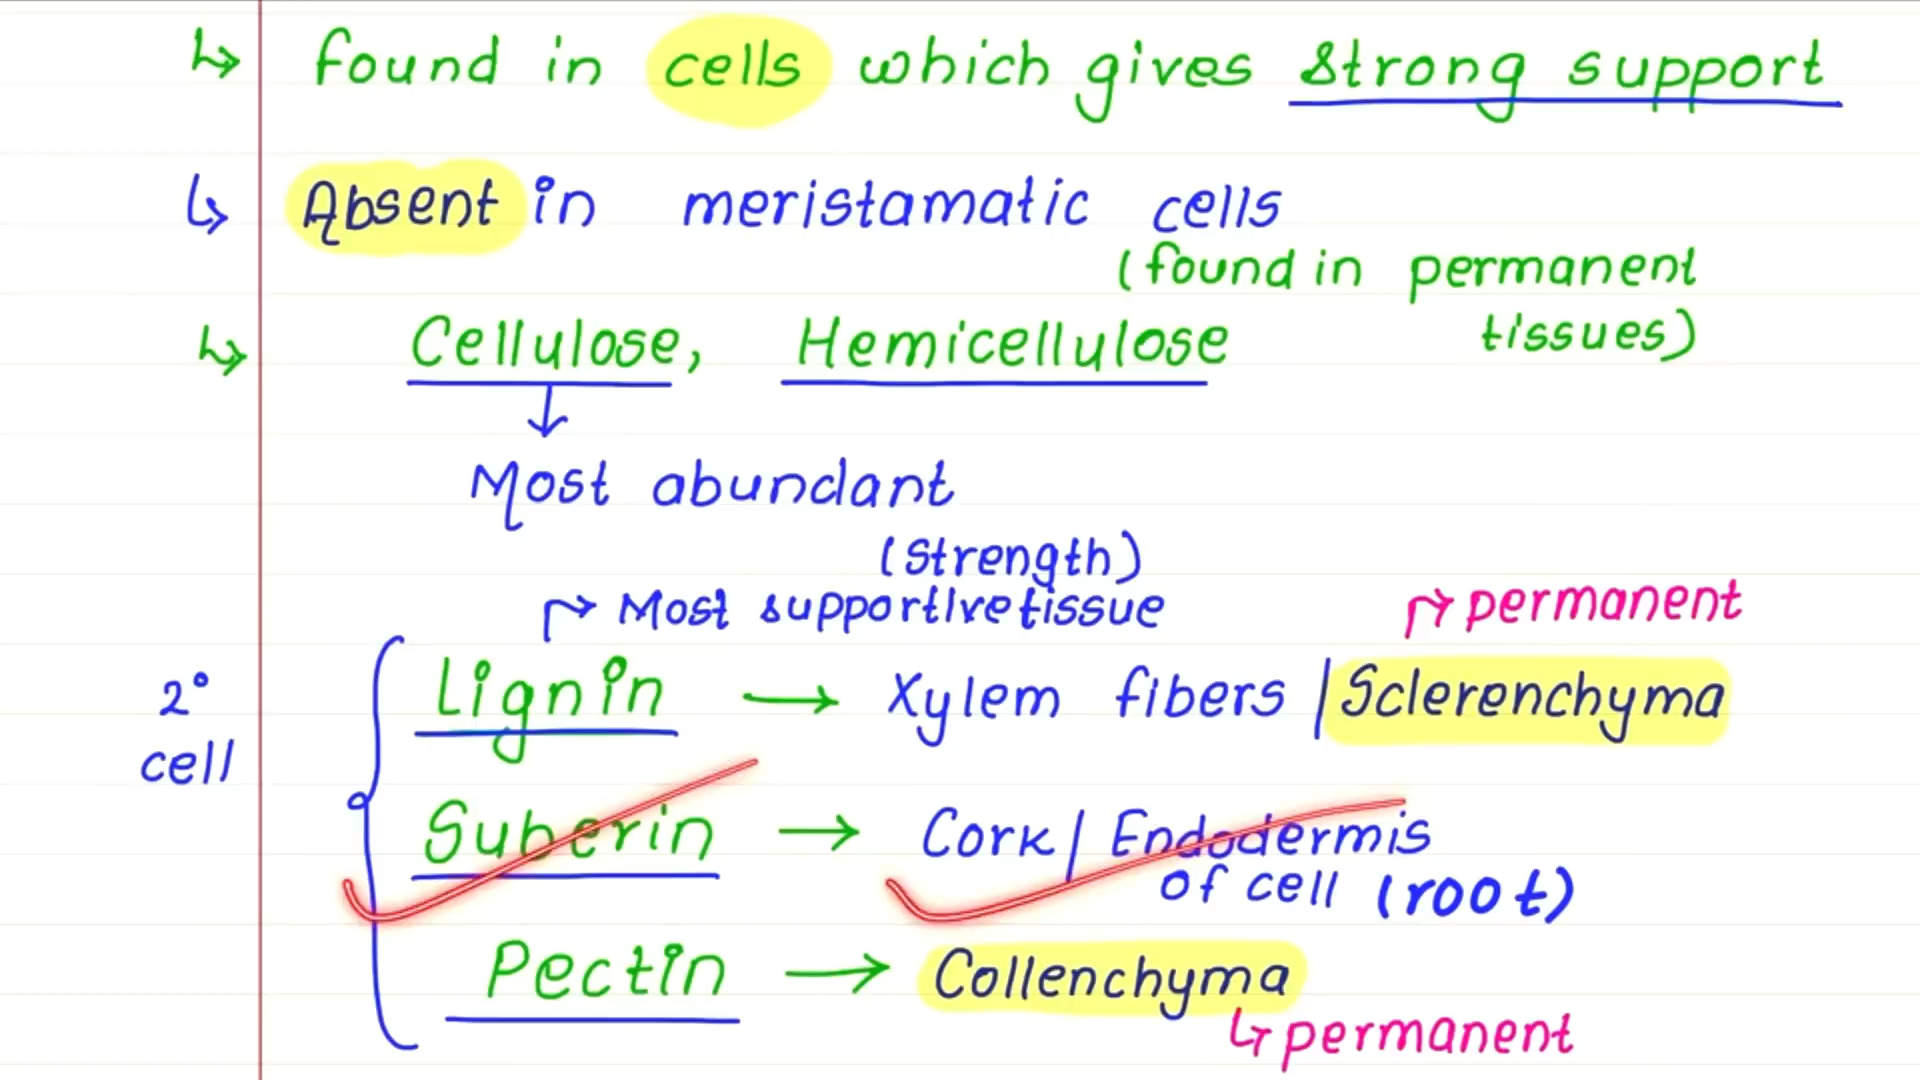 ↳ found in cells which gives strong support
↳ Absent in meristamatic cells
(found in permanent
tissues)
↳ Cellulose, Hemicellulose
↓
Most abundant
(strength)
↱ Most supportive tissue
↱ permanent
2° cell
Lignin → Xylem fibers / Sclerenchyma
Suberin → Cork / Endodermis
of cell (root)
Pectin → Collenchyma
↳ permanent